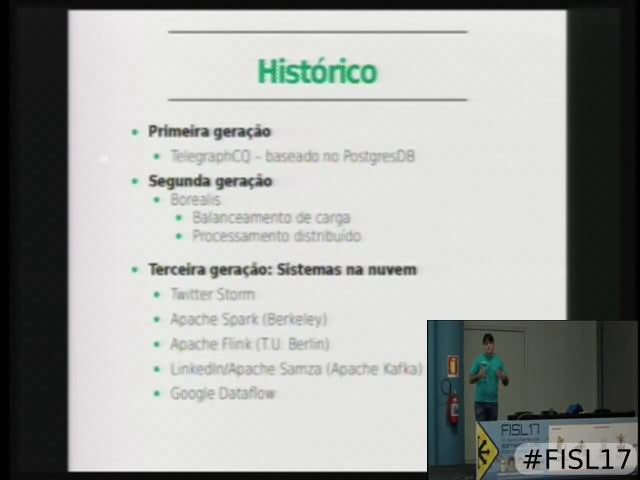 Histórico
Primeira geração
TelegraphCQ – baseado no PostgresDB
Segunda geração
Borealis
Balanceamento de carga
Processamento distribuído
Terceira geração: Sistemas na nuvem
Twitter Storm
Apache Spark (Berkeley)
Apache Flink (T.U. Berlin)
LinkedIn/Apache Samza (Apache Kafka)
Google Dataflow
FISL17
#FISL17